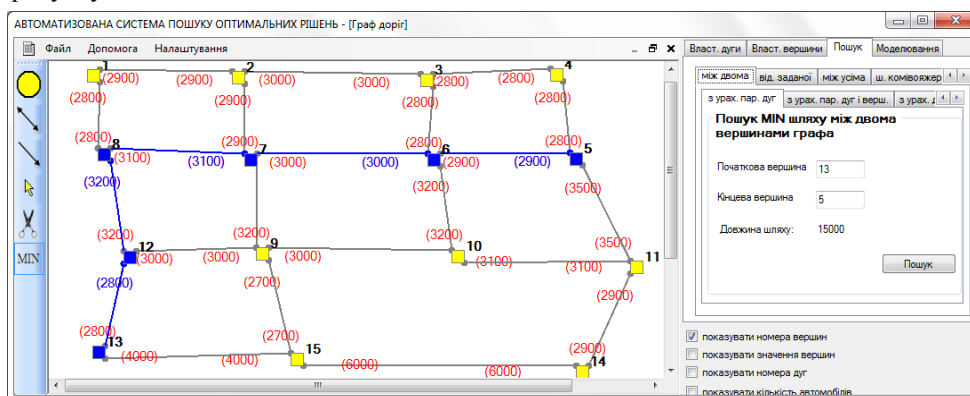 АВТОМАТИЗОВАНА СИСТЕМА ПОШУКУ ОПТИМАЛЬНИХ РІШЕНЬ - [Граф доріг]
Файл Допомога Налаштування
Власт. дуги Власт. вершини Пошук Моделювання
між двома від. заданої між усіма ш. комівояжер
з урах. пар. дуг з урах. пар. дуг і верш. з урах. д
Пошук MIN шляху між двома
вершинами графа
Початкова вершина 13
Кінцева вершина 5
Довжина шляху: 15000
Пошук
показувати номера вершин
показувати значення вершин
показувати номера дуг
показувати кількість автомобілів
MIN
1 2 3 4
(2900) (2900) (3000) (3000) (2800) (2800)
(2800) (2900) (2800) (2800)
(2800) (2900) (2800) (2800)
8 7 6 5
(3100) (3100) (3000) (3000) (2900) (2900)
(3200) (3200) (3500)
(3200) (3200) (3200) (3500)
12 9 10 11
(3000) (3000) (3000) (3100) (3100)
(2800) (2700) (2900)
(2800) (2700) (2900)
13 15 14
(4000) (4000) (6000) (6000)